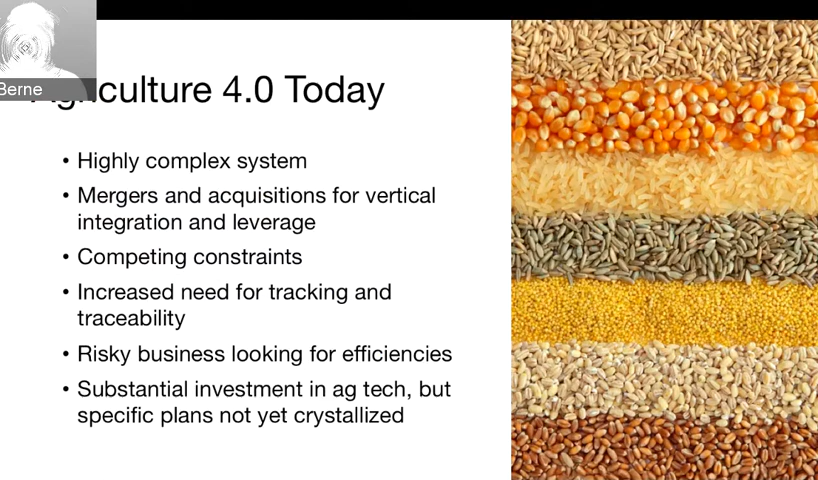 Berne
Agriculture 4.0 Today
• Highly complex system
• Mergers and acquisitions for vertical
integration and leverage
• Competing constraints
• Increased need for tracking and
traceability
• Risky business looking for efficiencies
• Substantial investment in ag tech, but
specific plans not yet crystallized